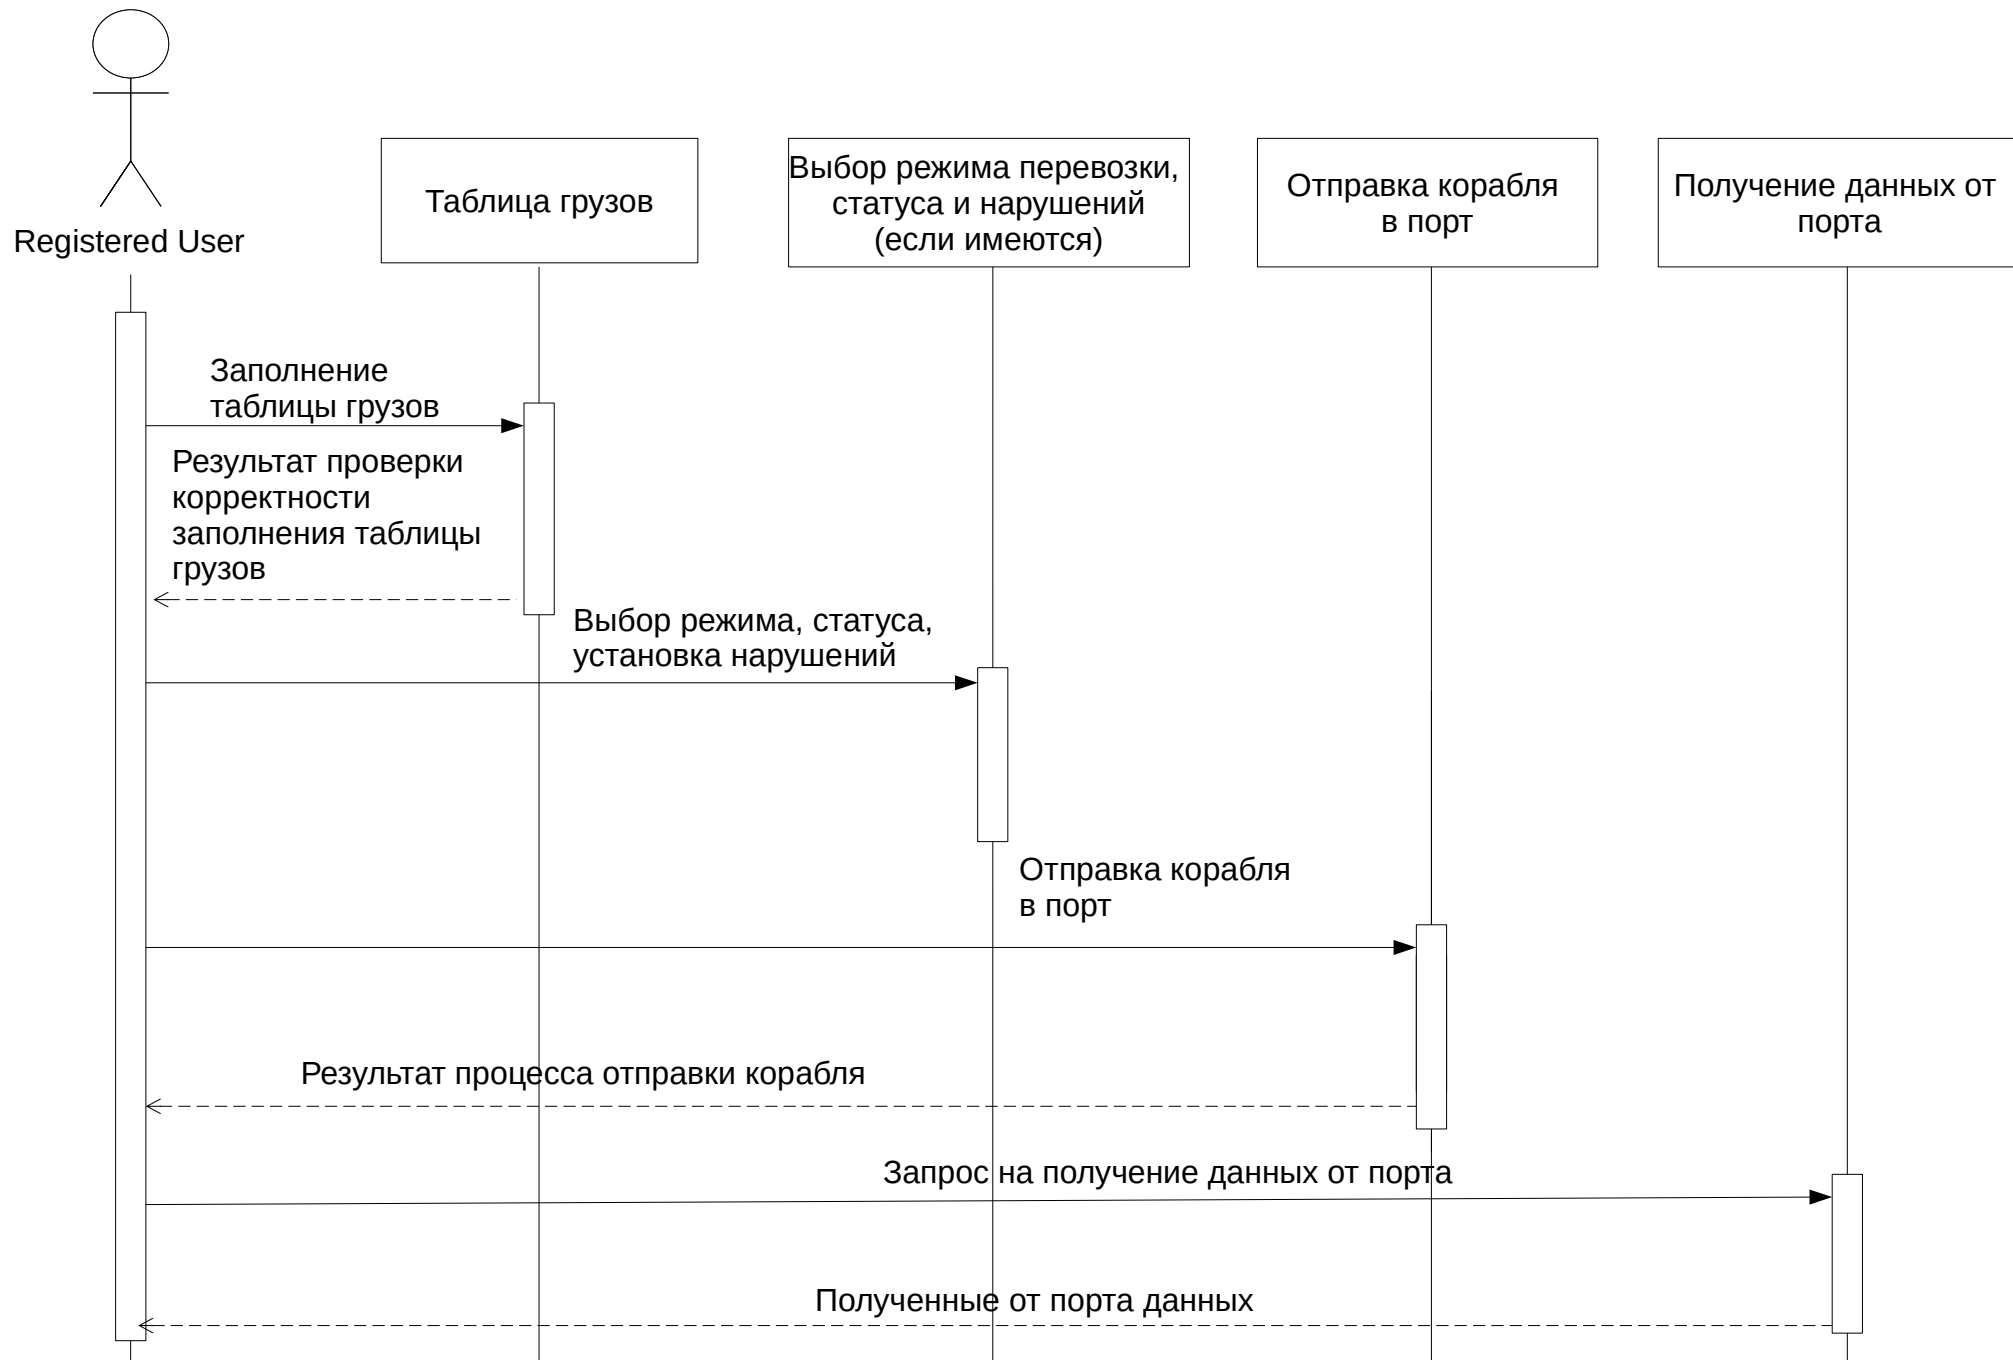 Registered User
Таблица грузов
Выбор режима перевозки,
статуса и нарушений
(если имеются)
Отправка корабля
в порт
Получение данных от
порта
Заполнение
таблицы грузов
Результат проверки
корректности
заполнения таблицы
грузов
Выбор режима, статуса,
установка нарушений
Отправка корабля
в порт
Результат процесса отправки корабля
Запрос на получение данных от порта
Полученные от порта данных